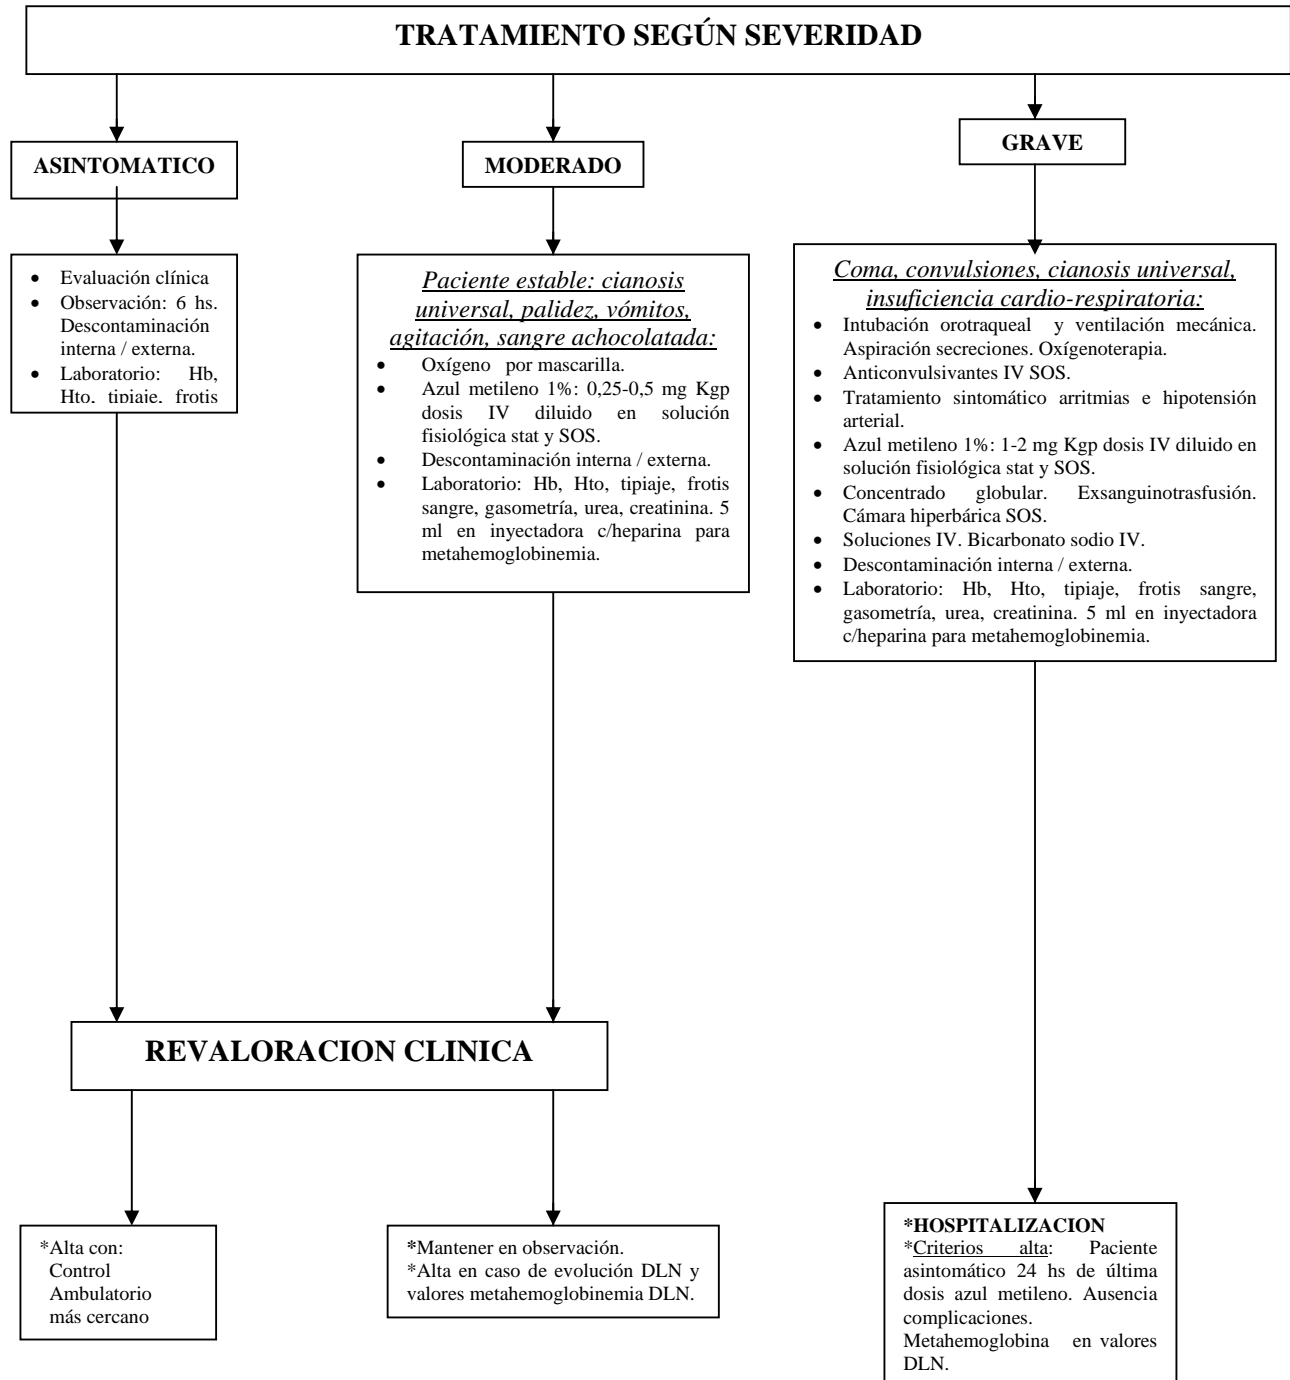 TRATAMIENTO SEGÚN SEVERIDAD
ASINTOMATICO
MODERADO
GRAVE
• Evaluación clínica
• Observación: 6 hs.
Descontaminación
interna / externa.
• Laboratorio: Hb,
Hto, tipiaje, frotis
Paciente estable: cianosis
universal, palidez, vómitos,
agitación, sangre achocolatada:
• Oxígeno por mascarilla.
• Azul metileno 1%: 0,25-0,5 mg Kgp
dosis IV diluido en solución
fisiológica stat y SOS.
• Descontaminación interna / externa.
• Laboratorio: Hb, Hto, tipiaje, frotis
sangre, gasometría, urea, creatinina. 5
ml en inyectadora c/heparina para
metahemoglobinemia.
Coma, convulsiones, cianosis universal,
insuficiencia cardio-respiratoria:
• Intubación orotraqueal y ventilación mecánica.
Aspiración secreciones. Oxígenoterapia.
• Anticonvulsivantes IV SOS.
• Tratamiento sintomático arritmias e hipotensión
arterial.
• Azul metileno 1%: 1-2 mg Kgp dosis IV diluido en
solución fisiológica stat y SOS.
• Concentrado globular. Exsanguinotrasfusión.
Cámara hiperbárica SOS.
• Soluciones IV. Bicarbonato sodio IV.
• Descontaminación interna / externa.
• Laboratorio: Hb, Hto, tipiaje, frotis sangre,
gasometría, urea, creatinina. 5 ml en inyectadora
c/heparina para metahemoglobinemia.
REVALORACION CLINICA
*Alta con:
Control
Ambulatorio
más cercano
*Mantener en observación.
*Alta en caso de evolución DLN y
valores metahemoglobinemia DLN.
*HOSPITALIZACION
*Criterios alta: Paciente
asintomático 24 hs de última
dosis azul metileno. Ausencia
complicaciones.
Metahemoglobina en valores
DLN.